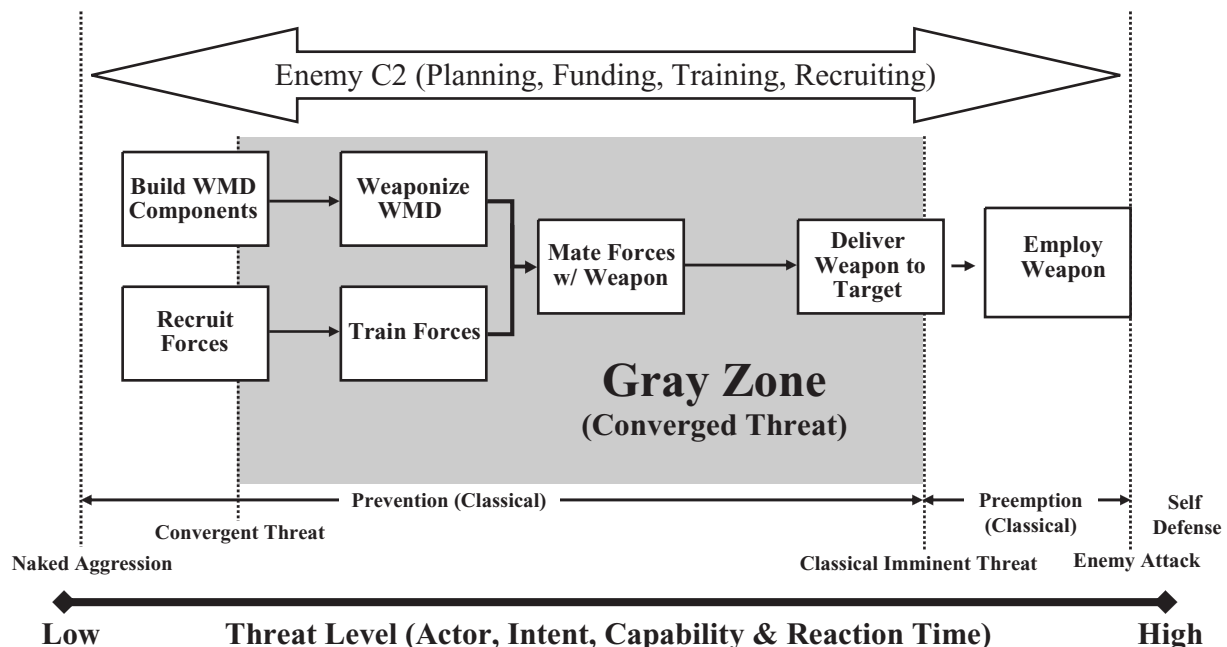 Enemy C2 (Planning, Funding, Training, Recruiting)
Build WMD
Components
Weaponize
WMD
Mate Forces
w/ Weapon
Deliver
Weapon to
Target
Employ
Weapon
Recruit
Forces
Train Forces
Gray Zone
(Converged Threat)
Prevention (Classical)
Preemption
(Classical)
Self
Defense
Convergent Threat
Naked Aggression
Classical Imminent Threat
Enemy Attack
Low
Threat Level (Actor, Intent, Capability & Reaction Time)
High